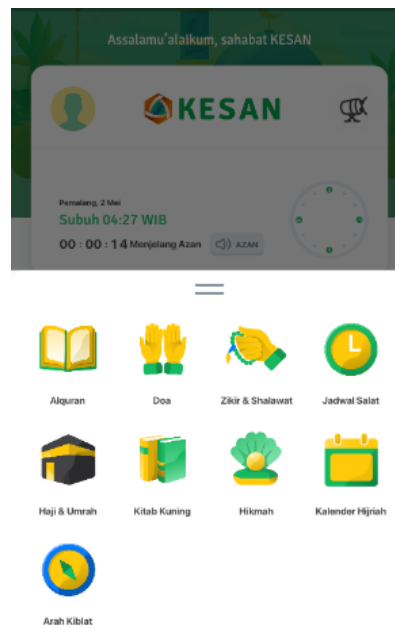 Assalamu'alaikum, sahabat KESAN
KESAN
Pemalang, 2 Mei
Subuh 04:27 WIB
00 : 00 : 14 Menjelang Azan
AZAN
Alquran
Doa
Zikir & Shalawat
Jadwal Salat
Haji & Umrah
Kitab Kuning
Hikmah
Kalender Hijriah
Arah Kiblat